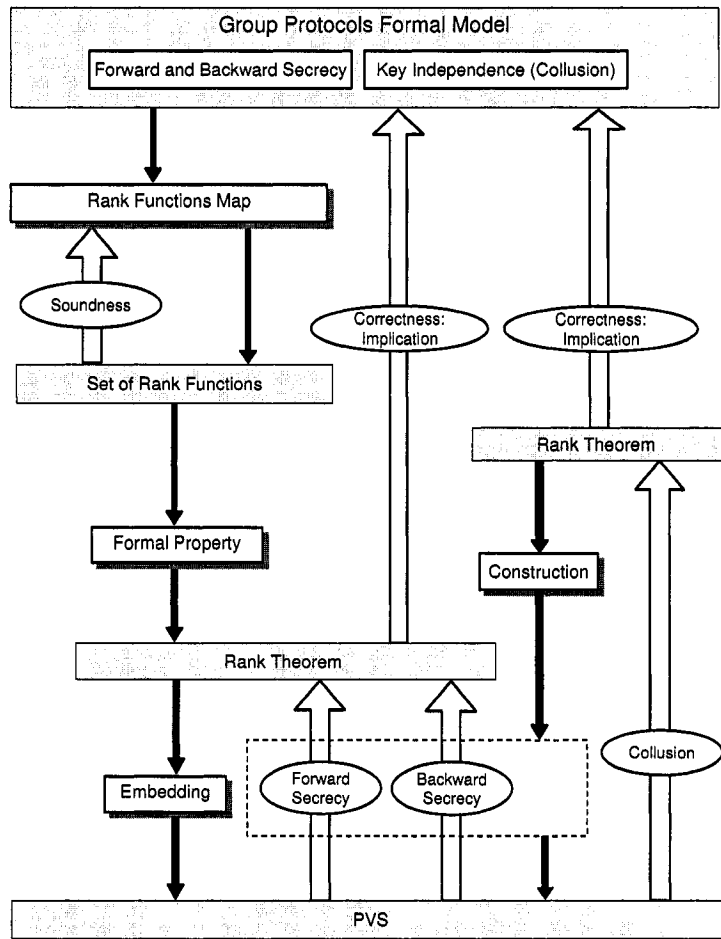 Group Protocols Formal Model
Forward and Backward Secrecy
Key Independence (Collusion)
Rank Functions Map
Soundness
Correctness:
Implication
Correctness:
Implication
Set of Rank Functions
Rank Theorem
Formal Property
Construction
Rank Theorem
Embedding
Forward
Secrecy
Backward
Secrecy
Collusion
PVS